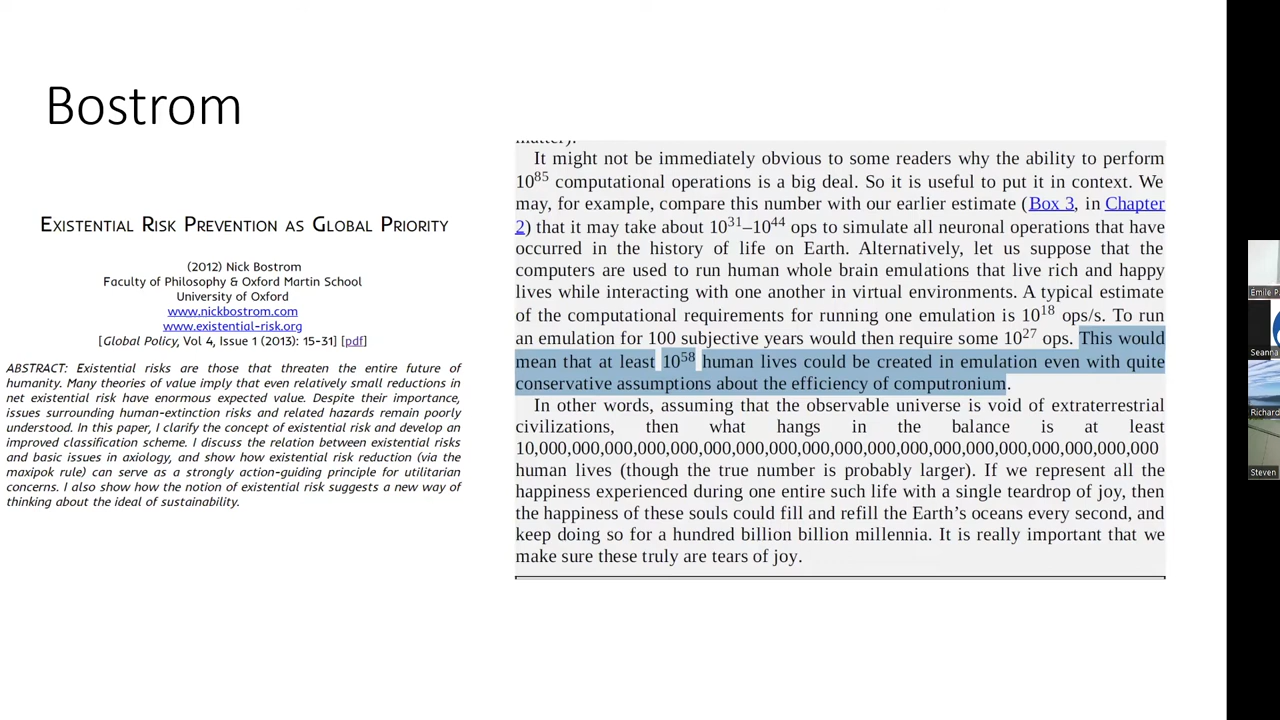 Bostrom
EXISTENTIAL RISK PREVENTION AS GLOBAL PRIORITY
(2012) Nick Bostrom
Faculty of Philosophy & Oxford Martin School
University of Oxford
www.nickbostrom.com
www.existential-risk.org
[Global Policy, Vol 4, Issue 1 (2013): 15-31] [pdf]
ABSTRACT: Existential risks are those that threaten the entire future of
humanity. Many theories of value imply that even relatively small reductions in
net existential risk have enormous expected value. Despite their importance,
issues surrounding human-extinction risks and related hazards remain poorly
understood. In this paper, I clarify the concept of existential risk and develop an
improved classification scheme. I discuss the relation between existential risks
and basic issues in axiology, and show how existential risk reduction (via the
maxipok rule) can serve as a strongly action-guiding principle for utilitarian
concerns. I also show how the notion of existential risk suggests a new way of
thinking about the ideal of sustainability.
matter).
It might not be immediately obvious to some readers why the ability to perform
10⁸⁵ computational operations is a big deal. So it is useful to put it in context. We
may, for example, compare this number with our earlier estimate (Box 3, in Chapter
2) that it may take about 10³¹–10⁴⁴ ops to simulate all neuronal operations that have
occurred in the history of life on Earth. Alternatively, let us suppose that the
computers are used to run human whole brain emulations that live rich and happy
lives while interacting with one another in virtual environments. A typical estimate
of the computational requirements for running one emulation is 10¹⁸ ops/s. To run
an emulation for 100 subjective years would then require some 10²⁷ ops. This would
mean that at least 10⁵⁸ human lives could be created in emulation even with quite
conservative assumptions about the efficiency of computronium.
In other words, assuming that the observable universe is void of extraterrestrial
civilizations, then what hangs in the balance is at least
10,000,000,000,000,000,000,000,000,000,000,000,000,000,000,000,000,000,000,000
human lives (though the true number is probably larger). If we represent all the
happiness experienced during one entire such life with a single teardrop of joy, then
the happiness of these souls could fill and refill the Earth's oceans every second, and
keep doing so for a hundred billion billion millennia. It is really important that we
make sure these truly are tears of joy.
Émile P.
Seanna
Richard
Steven